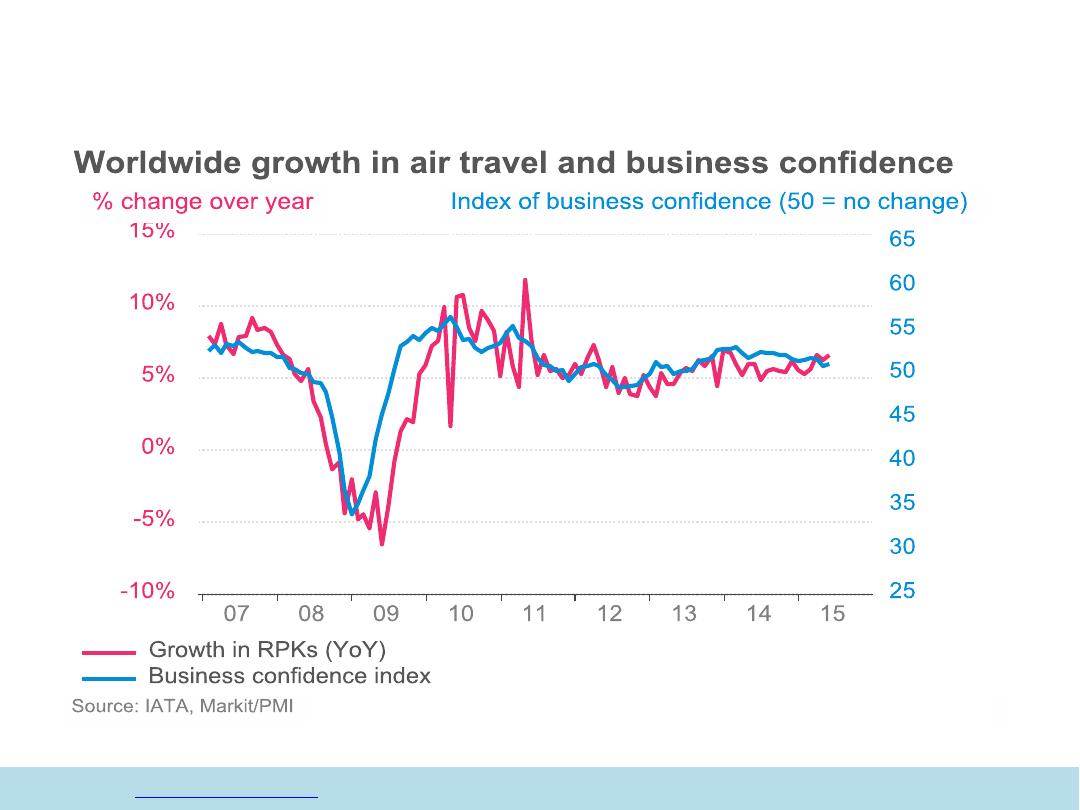 Worldwide growth in air travel and business confidence
% change over year
Index of business confidence (50 = no change)
15%
65
10%
60
55
5%
50
45
0%
40
-5%
35
30
-10%
25
07 08 09 10 11 12 13 14 15
Growth in RPKs (YoY)
Business confidence index
Source: IATA, Markit/PMI